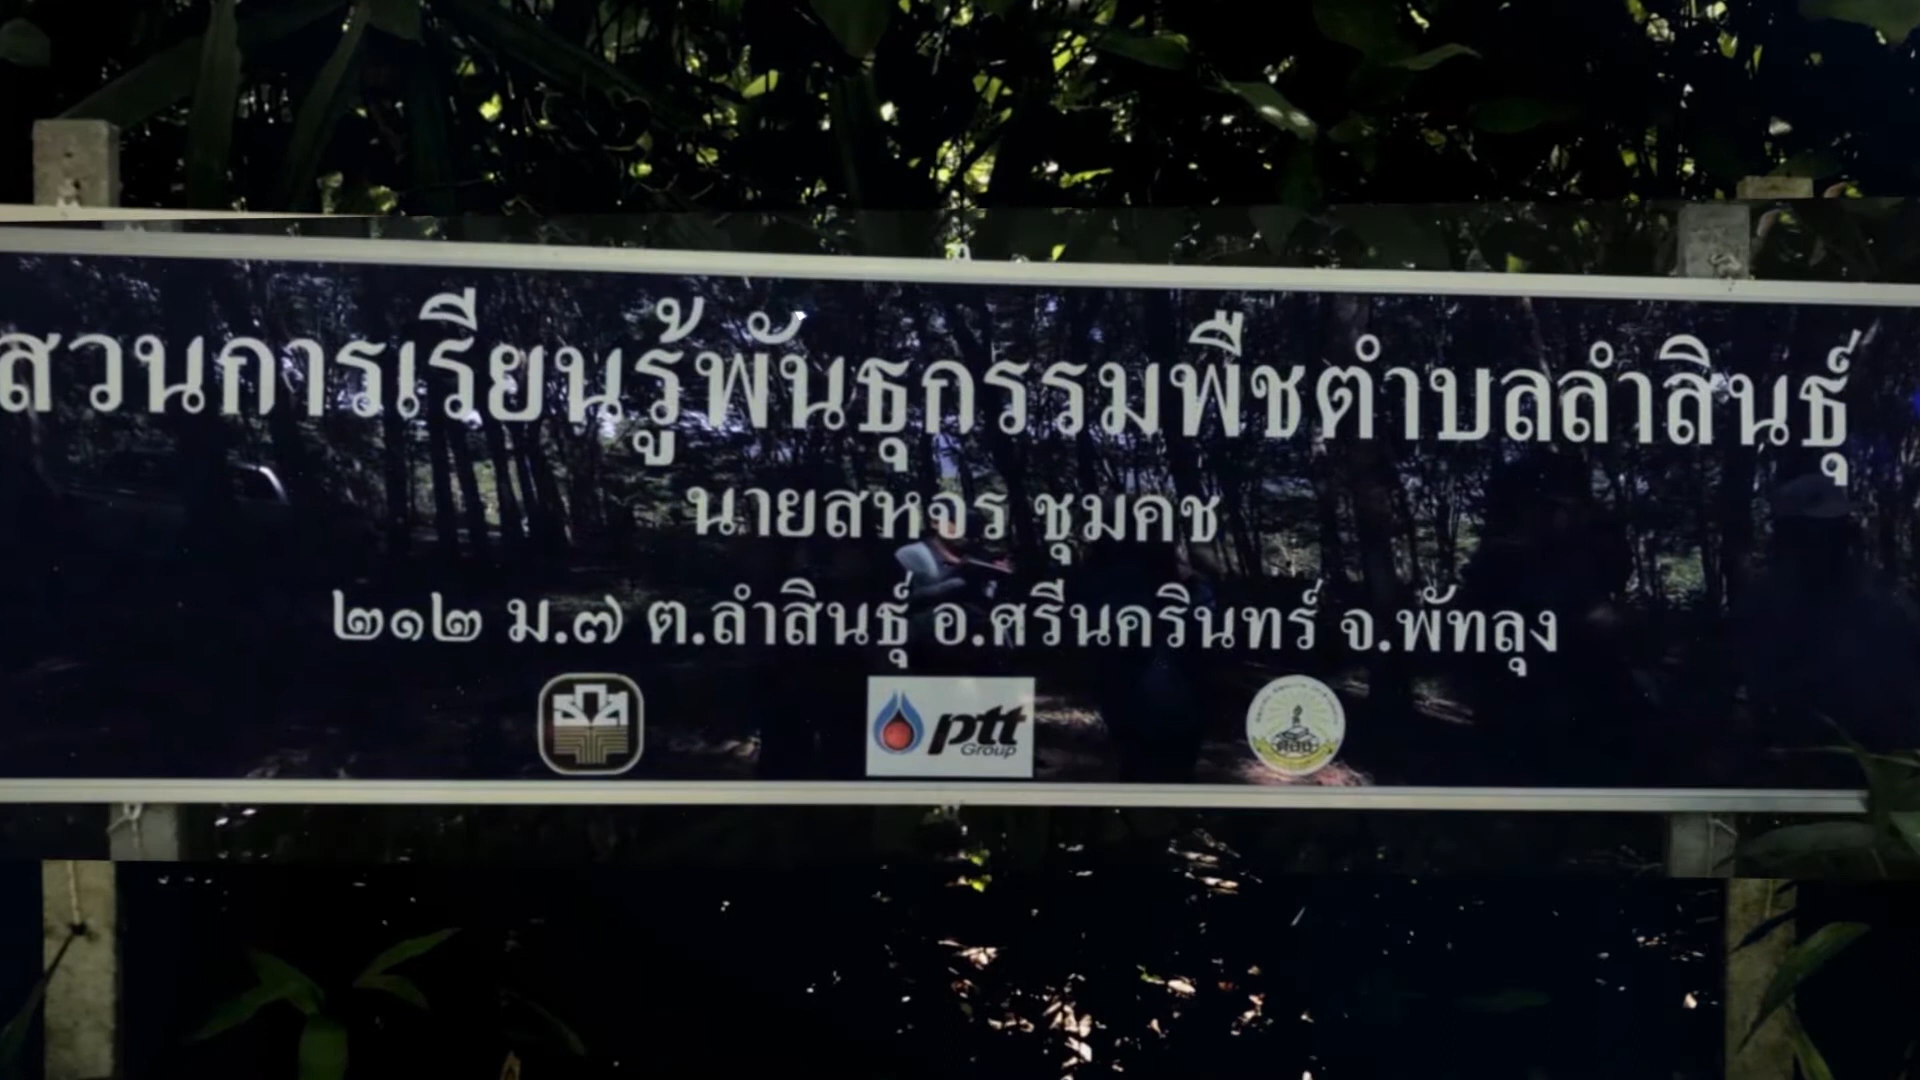 สวนการเรียนรู้พันธุกรรมพืชตำบลลำสินธุ์
นายสหจร ชุมคช
๒๑๒ ม.๗ ต.ลำสินธุ์ อ.ศรีนครินทร์ จ.พัทลุง
ธกส
ptt
Group